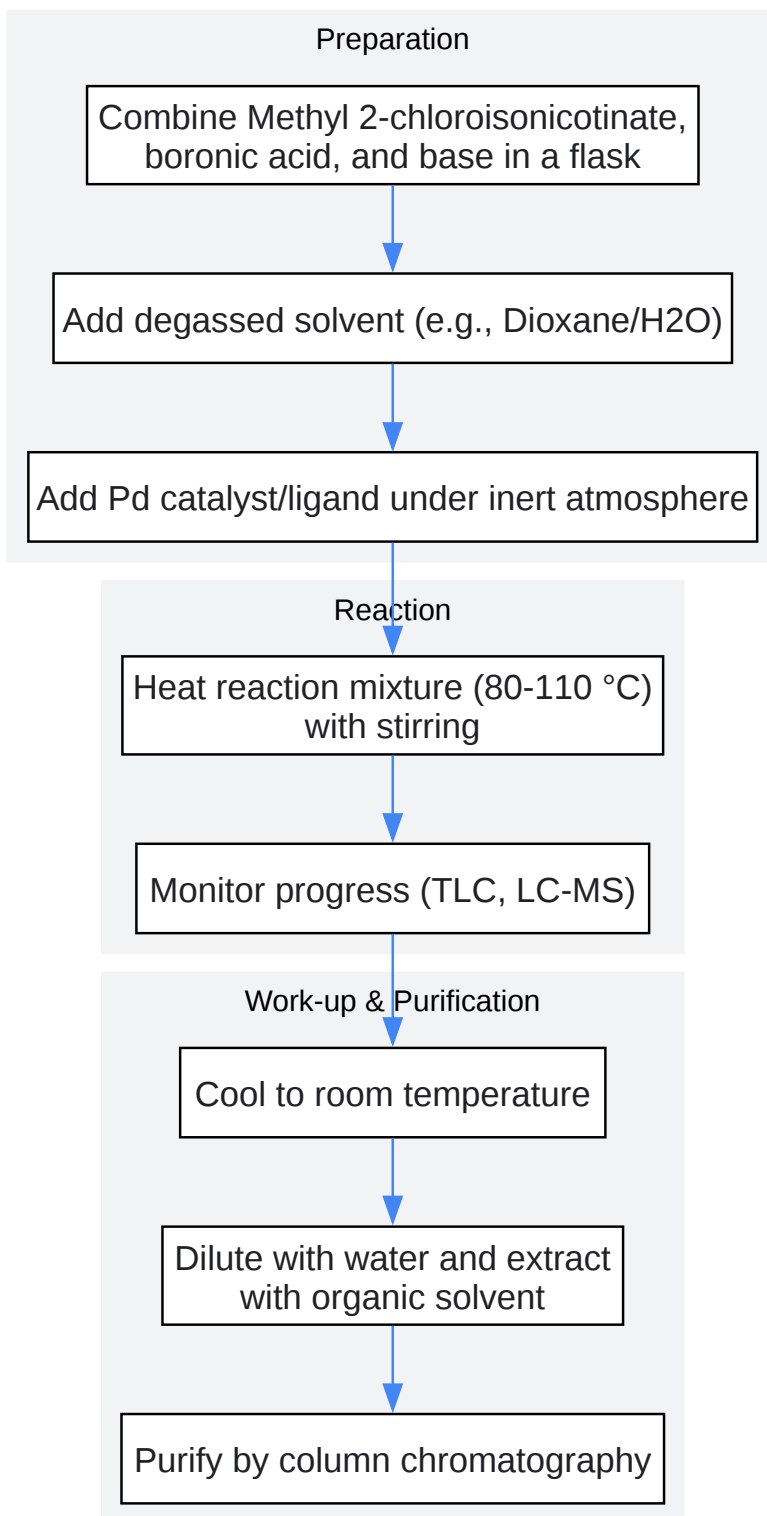 Preparation
Combine Methyl 2-chloroisonicotinate,
boronic acid, and base in a flask
Add degassed solvent (e.g., Dioxane/H2O)
Add Pd catalyst/ligand under inert atmosphere
Reaction
Heat reaction mixture (80-110 °C)
with stirring
Monitor progress (TLC, LC-MS)
Work-up & Purification
Cool to room temperature
Dilute with water and extract
with organic solvent
Purify by column chromatography